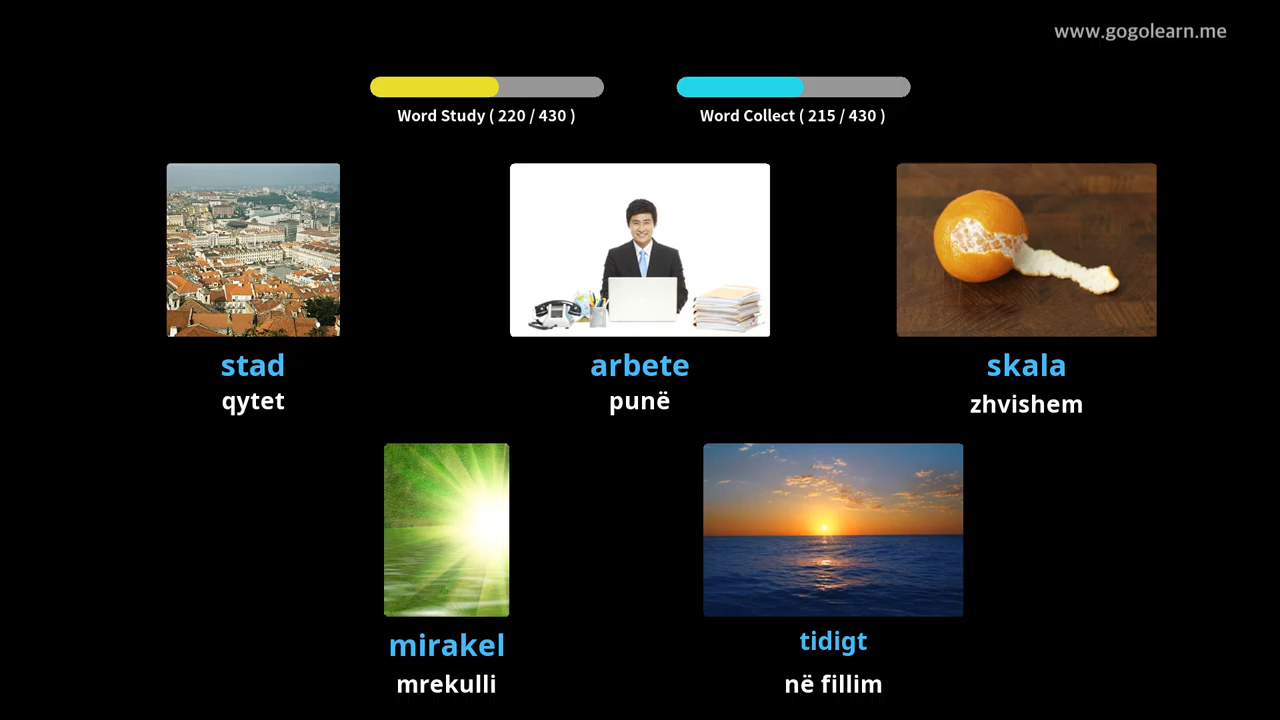 www.gogolearn.me
Word Study ( 220 / 430 )
Word Collect ( 215 / 430 )
stad
qytet
arbete
punë
skala
zhvishem
mirakel
mrekulli
tidigt
në fillim